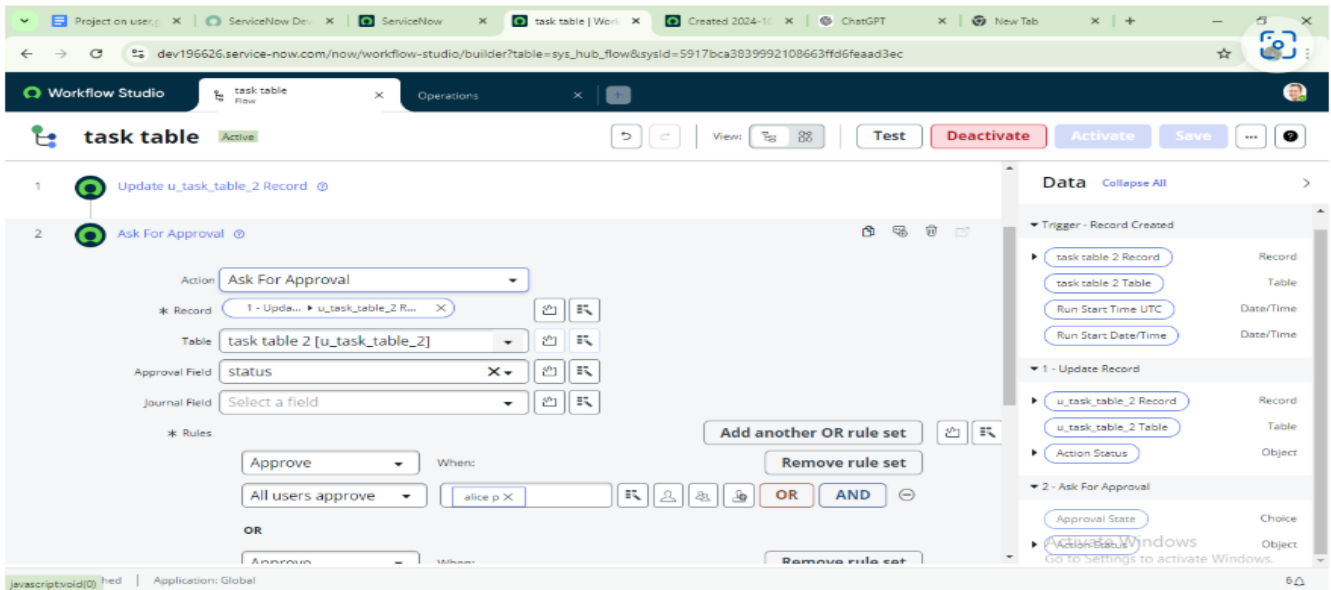 Project on user,g
ServiceNow Dev
ServiceNow
task table | Work
Created 2024-10
ChatGPT
New Tab
dev196626.service-now.com/now/workflow-studio/builder?table=sys_hub_flow&sysId=5917bca3839992108663ffd6feaad3ec
Workflow Studio
task table
Flow
Operations
task table
Active
View:
Test
Deactivate
Activate
Save
1
Update u_task_table_2 Record
2
Ask For Approval
Action
Ask For Approval
* Record
1 - Upda... ▸ u_task_table_2 R...
Table
task table 2 [u_task_table_2]
Approval Field
status
Journal Field
Select a field
* Rules
Add another OR rule set
Approve
When:
Remove rule set
All users approve
alice p
OR
AND
OR
Approve
When:
Remove rule set
Data
Collapse All
Trigger - Record Created
task table 2 Record
Record
task table 2 Table
Table
Run Start Time UTC
Date/Time
Run Start Date/Time
Date/Time
1 - Update Record
u_task_table_2 Record
Record
u_task_table_2 Table
Table
Action Status
Object
2 - Ask For Approval
Approval State
Choice
Action Status
Object
Activate Windows
Go to Settings to activate Windows.
javascript:void(0)
hed
Application: Global
6